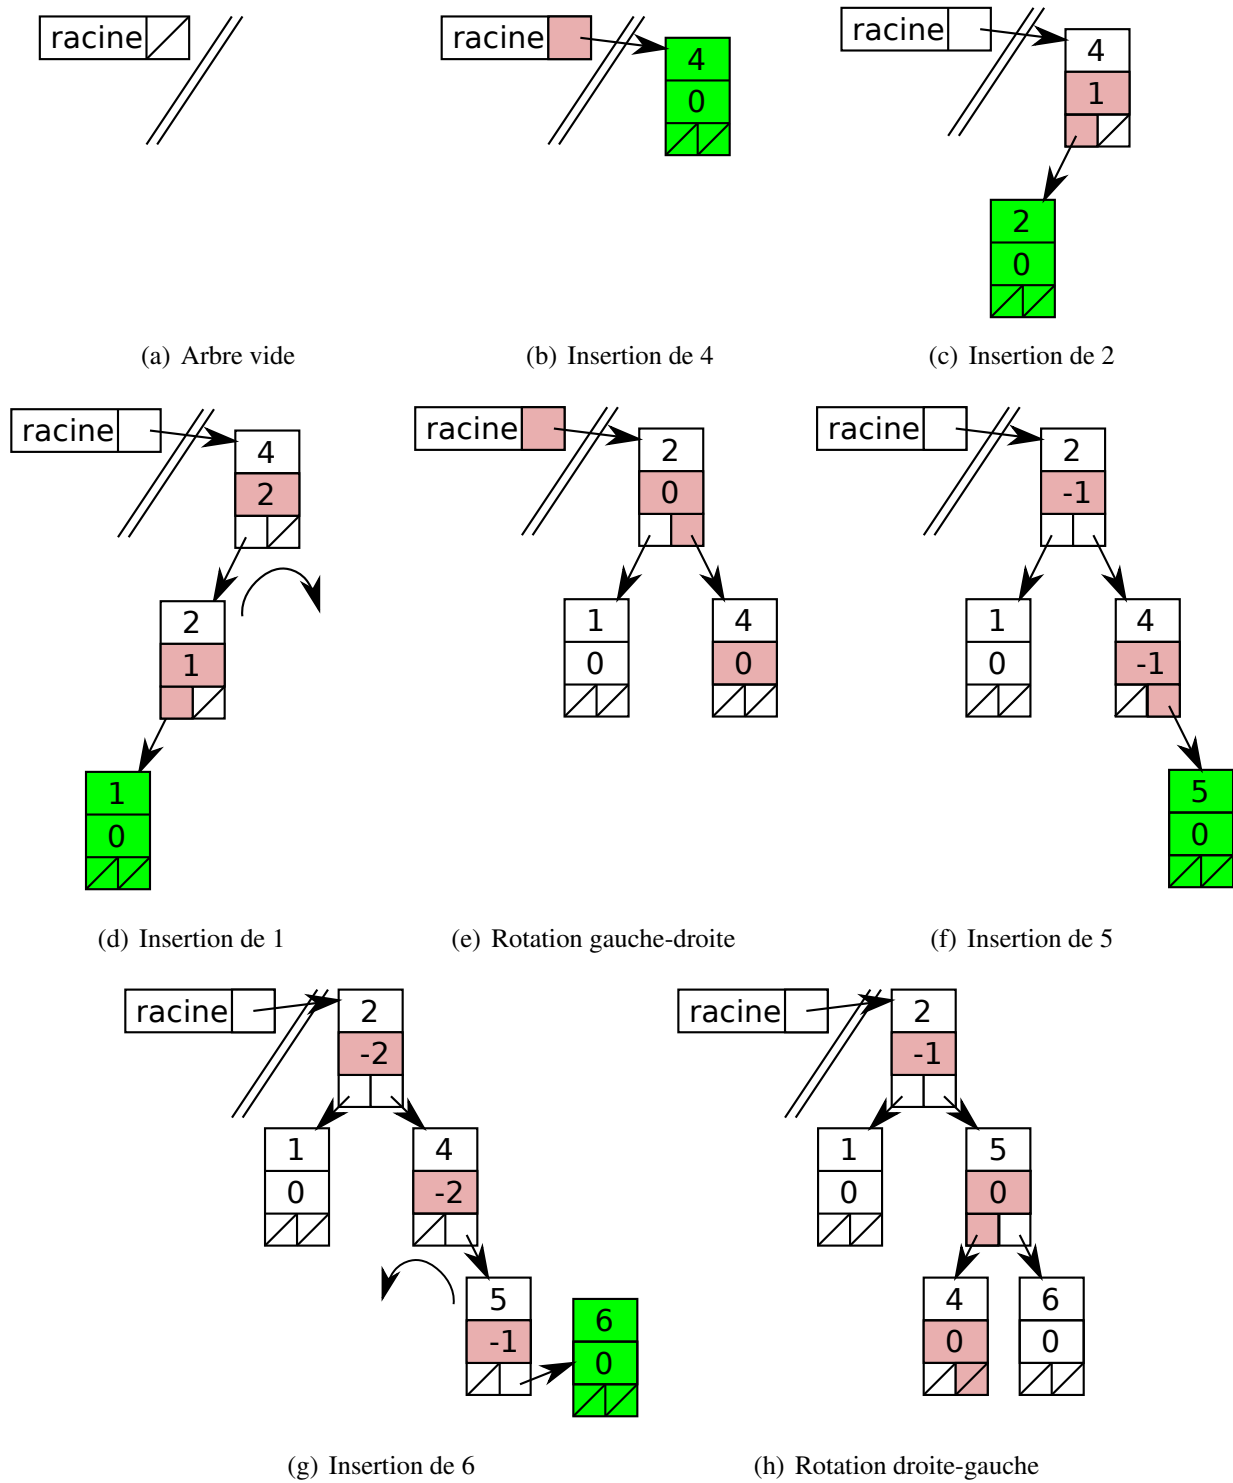 racine
racine
4
0
racine
4
1
2
0
(a) Arbre vide
(b) Insertion de 4
(c) Insertion de 2
racine
4
2
2
1
1
0
racine
2
0
1
0
4
0
racine
2
-1
1
0
4
-1
5
0
(d) Insertion de 1
(e) Rotation gauche-droite
(f) Insertion de 5
racine
2
-2
1
0
4
-2
5
-1
6
0
racine
2
-1
1
0
5
0
4
0
6
0
(g) Insertion de 6
(h) Rotation droite-gauche